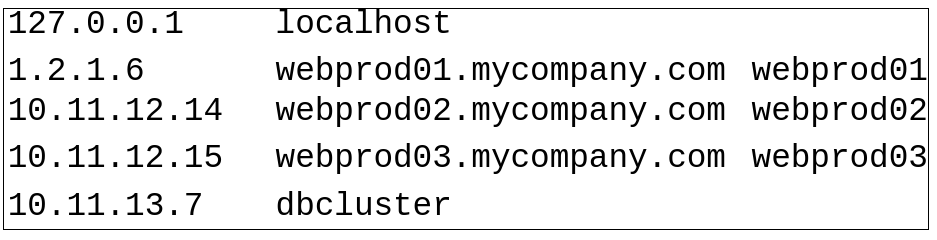 127.0.0.1 localhost
1.2.1.6 webprod01.mycompany.com webprod01
10.11.12.14 webprod02.mycompany.com webprod02
10.11.12.15 webprod03.mycompany.com webprod03
10.11.13.7 dbcluster